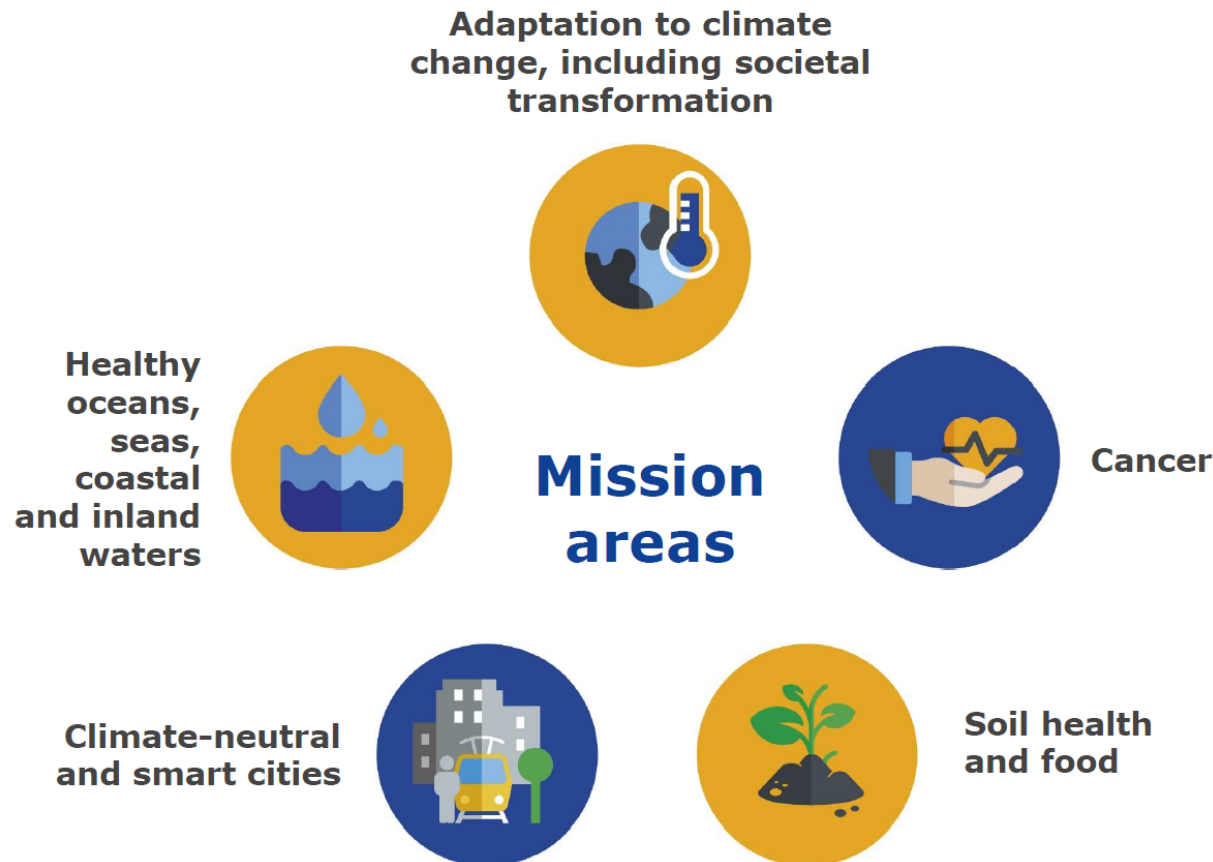 Adaptation to climate
change, including societal
transformation
Healthy
oceans,
seas,
coastal
and inland
waters
Mission
areas
Cancer
Climate-neutral
and smart cities
Soil health
and food